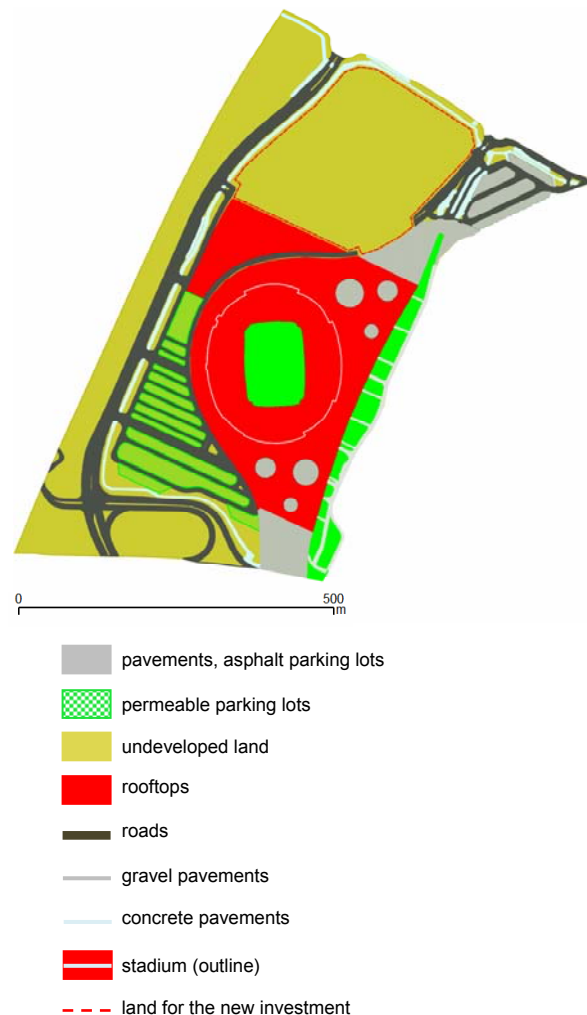 0
500
m
pavements, asphalt parking lots
permeable parking lots
undeveloped land
rooftops
roads
gravel pavements
concrete pavements
stadium (outline)
land for the new investment